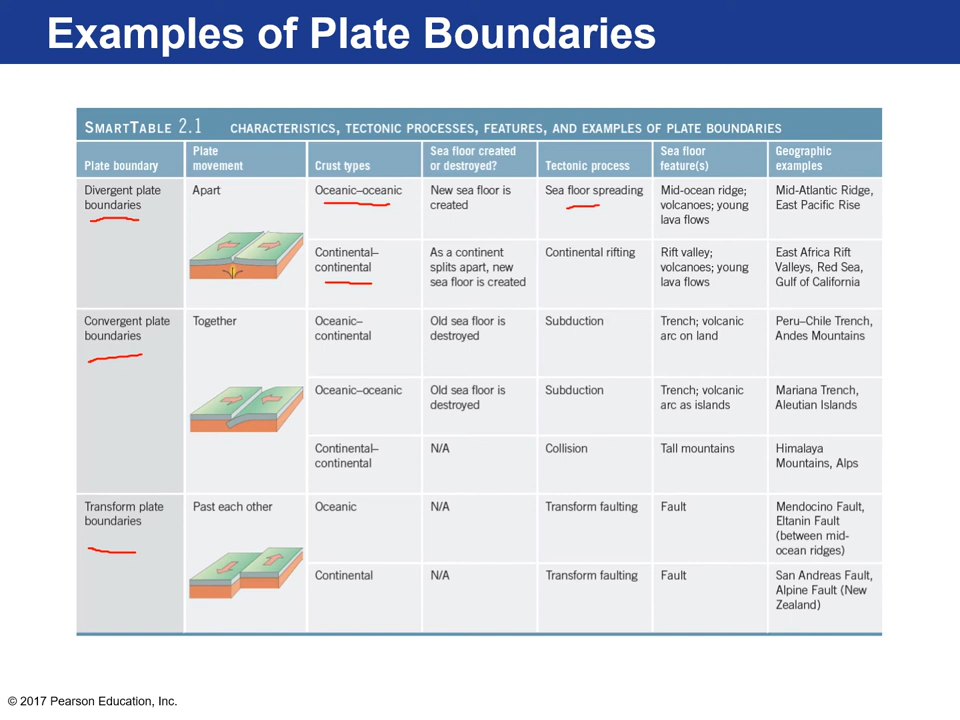 Examples of Plate Boundaries
SMARTTABLE 2.1 CHARACTERISTICS, TECTONIC PROCESSES, FEATURES, AND EXAMPLES OF PLATE BOUNDARIES
Plate boundary
Plate
movement
Crust types
Sea floor created
or destroyed?
Tectonic process
Sea floor
feature(s)
Geographic
examples
Divergent plate
boundaries
Apart
Oceanic–oceanic
New sea floor is
created
Sea floor spreading
Mid-ocean ridge;
volcanoes; young
lava flows
Mid-Atlantic Ridge,
East Pacific Rise
Continental–
continental
As a continent
splits apart, new
sea floor is created
Continental rifting
Rift valley;
volcanoes; young
lava flows
East Africa Rift
Valleys, Red Sea,
Gulf of California
Convergent plate
boundaries
Together
Oceanic–
continental
Old sea floor is
destroyed
Subduction
Trench; volcanic
arc on land
Peru–Chile Trench,
Andes Mountains
Oceanic–oceanic
Old sea floor is
destroyed
Subduction
Trench; volcanic
arc as islands
Mariana Trench,
Aleutian Islands
Continental–
continental
N/A
Collision
Tall mountains
Himalaya
Mountains, Alps
Transform plate
boundaries
Past each other
Oceanic
N/A
Transform faulting
Fault
Mendocino Fault,
Eltanin Fault
(between mid-
ocean ridges)
Continental
N/A
Transform faulting
Fault
San Andreas Fault,
Alpine Fault (New
Zealand)
© 2017 Pearson Education, Inc.